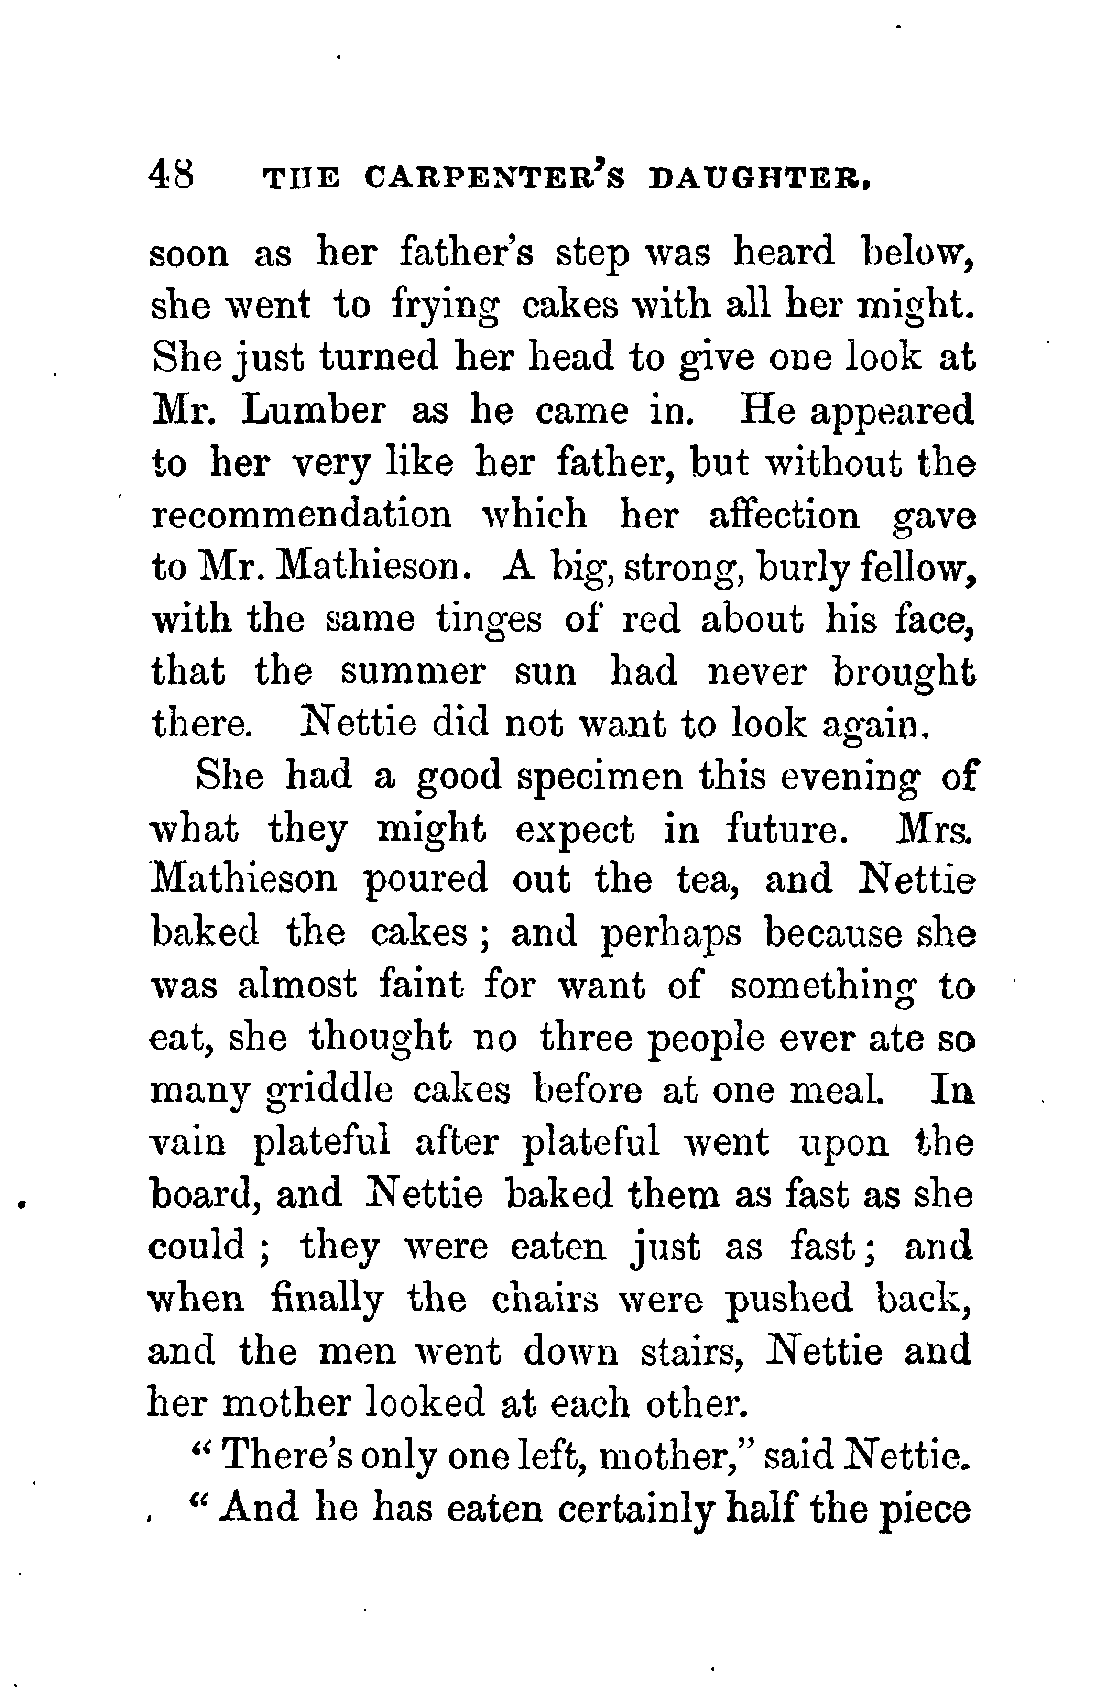 48 THE CARPENTER'S DAUGHTER.
soon as her father's step was heard below,
she went to frying cakes with all her might.
She just turned her head to give one look at
Mr. Lumber as he came in. He appeared
to her very like her father, but without the
recommendation which her affection gave
to Mr. Mathieson. A big, strong, burly fellow,
with the same tinges of red about his face,
that the summer sun had never brought
there. Nettie did not want to look again.
She had a good specimen this evening of
what they might expect in future. Mrs.
Mathieson poured out the tea, and Nettie
baked the cakes; and perhaps because she
was almost faint for want of something to
eat, she thought no three people ever ate so
many griddle cakes before at one meal. In
vain plateful after plateful went upon the
board, and Nettie baked them as fast as she
could; they were eaten just as fast; and
when finally the chairs were pushed back,
and the men went down stairs, Nettie and
her mother looked at each other.
"There's only one left, mother," said Nettie.
"And he has eaten certainly half the piece